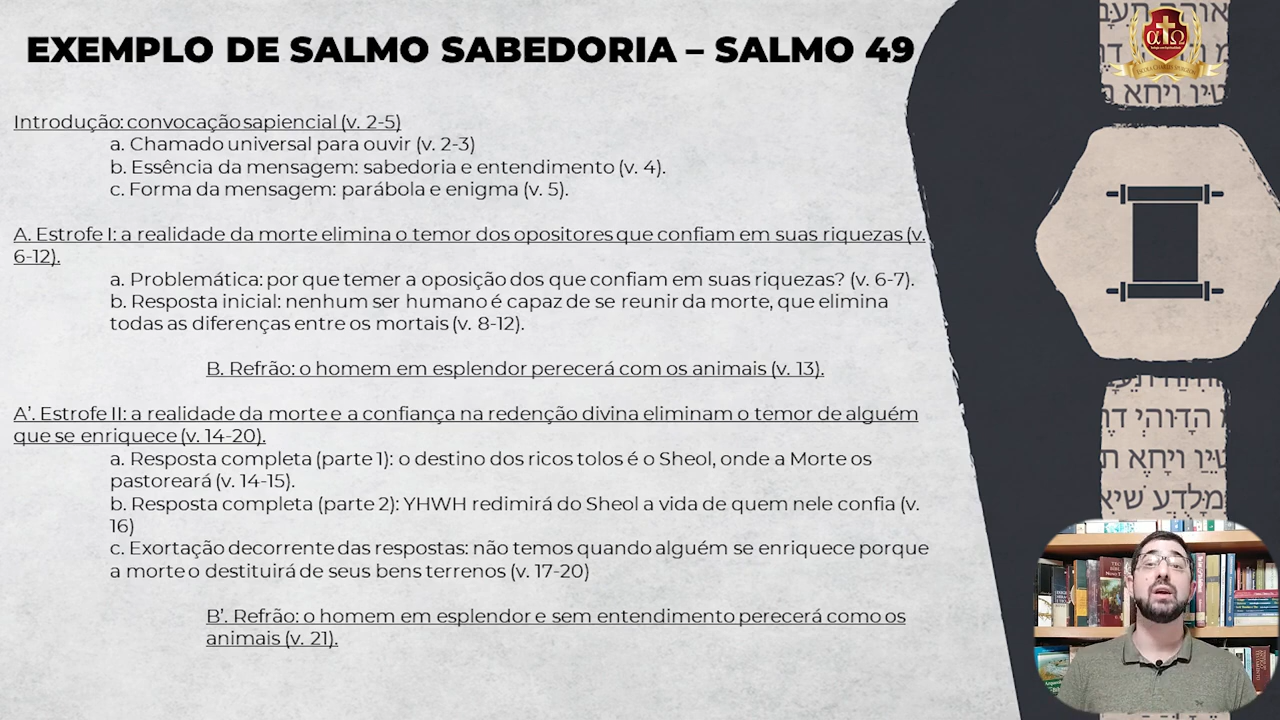 EXEMPLO DE SALMO SABEDORIA – SALMO 49
Introdução: convocação sapiencial (v. 2-5)
a. Chamado universal para ouvir (v. 2-3)
b. Essência da mensagem: sabedoria e entendimento (v. 4).
c. Forma da mensagem: parábola e enigma (v. 5).
A. Estrofe I: a realidade da morte elimina o temor dos opositores que confiam em suas riquezas (v.
6-12).
a. Problemática: por que temer a oposição dos que confiam em suas riquezas? (v. 6-7).
b. Resposta inicial: nenhum ser humano é capaz de se reunir da morte, que elimina
todas as diferenças entre os mortais (v. 8-12).
B. Refrão: o homem em esplendor perecerá com os animais (v. 13).
A’. Estrofe II: a realidade da morte e a confiança na redenção divina eliminam o temor de alguém
que se enriquece (v. 14-20).
a. Resposta completa (parte 1): o destino dos ricos tolos é o Sheol, onde a Morte os
pastoreará (v. 14-15).
b. Resposta completa (parte 2): YHWH redimirá do Sheol a vida de quem nele confia (v.
16)
c. Exortação decorrente das respostas: não temos quando alguém se enriquece porque
a morte o destituirá de seus bens terrenos (v. 17-20)
B’. Refrão: o homem em esplendor e sem entendimento perecerá como os
animais (v. 21).
α Ω